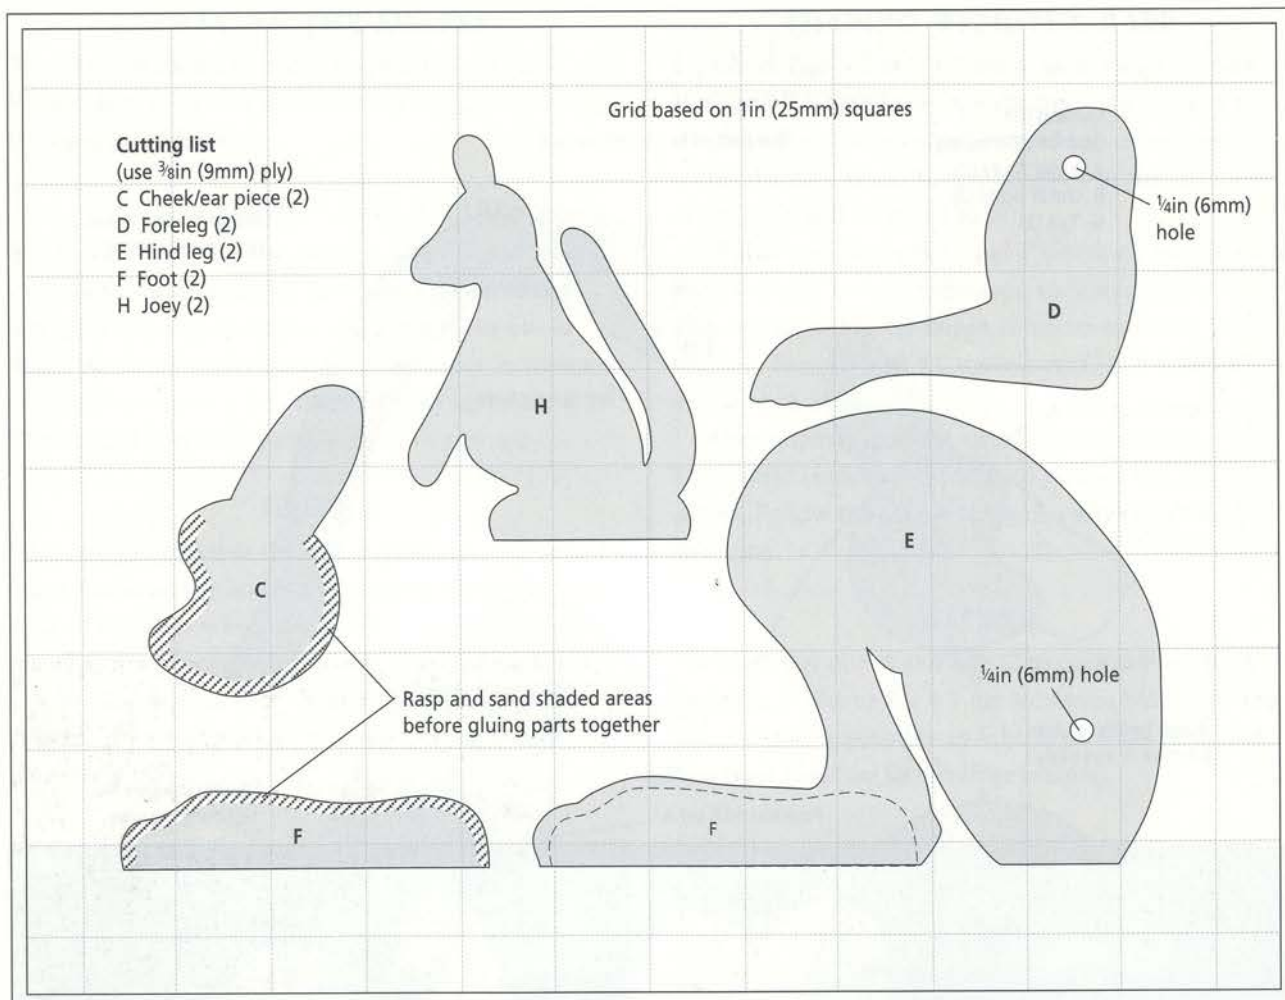 Grid based on 1in (25mm) squares
Cutting list
(use ⅜in (9mm) ply)
C Cheek/ear piece (2)
D Foreleg (2)
E Hind leg (2)
F Foot (2)
H Joey (2)
¼in (6mm)
hole
D
H
E
C
¼in (6mm) hole
Rasp and sand shaded areas
before gluing parts together
F
F